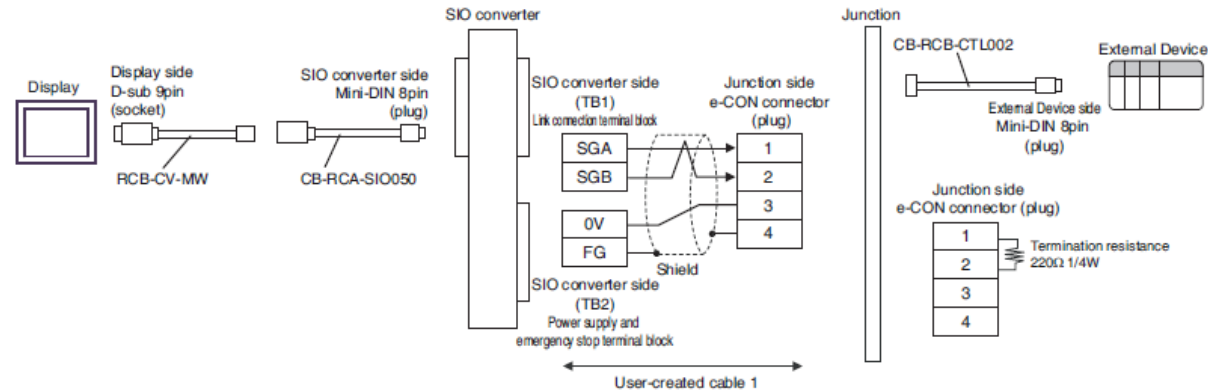 SIO converter
Junction
Display
Display side
D-sub 9pin
(socket)
SIO converter side
Mini-DIN 8pin
(plug)
RCB-CV-MW
CB-RCA-SIO050
SIO converter side
(TB1)
Link connection terminal block
Junction side
e-CON connector
(plug)
SGA
SGB
0V
FG
1
2
3
4
Shield
SIO converter side
(TB2)
Power supply and
emergency stop terminal block
User-created cable 1
CB-RCB-CTL002
External Device
External Device side
Mini-DIN 8pin
(plug)
Junction side
e-CON connector (plug)
1
2
3
4
Termination resistance
220Ω 1/4W